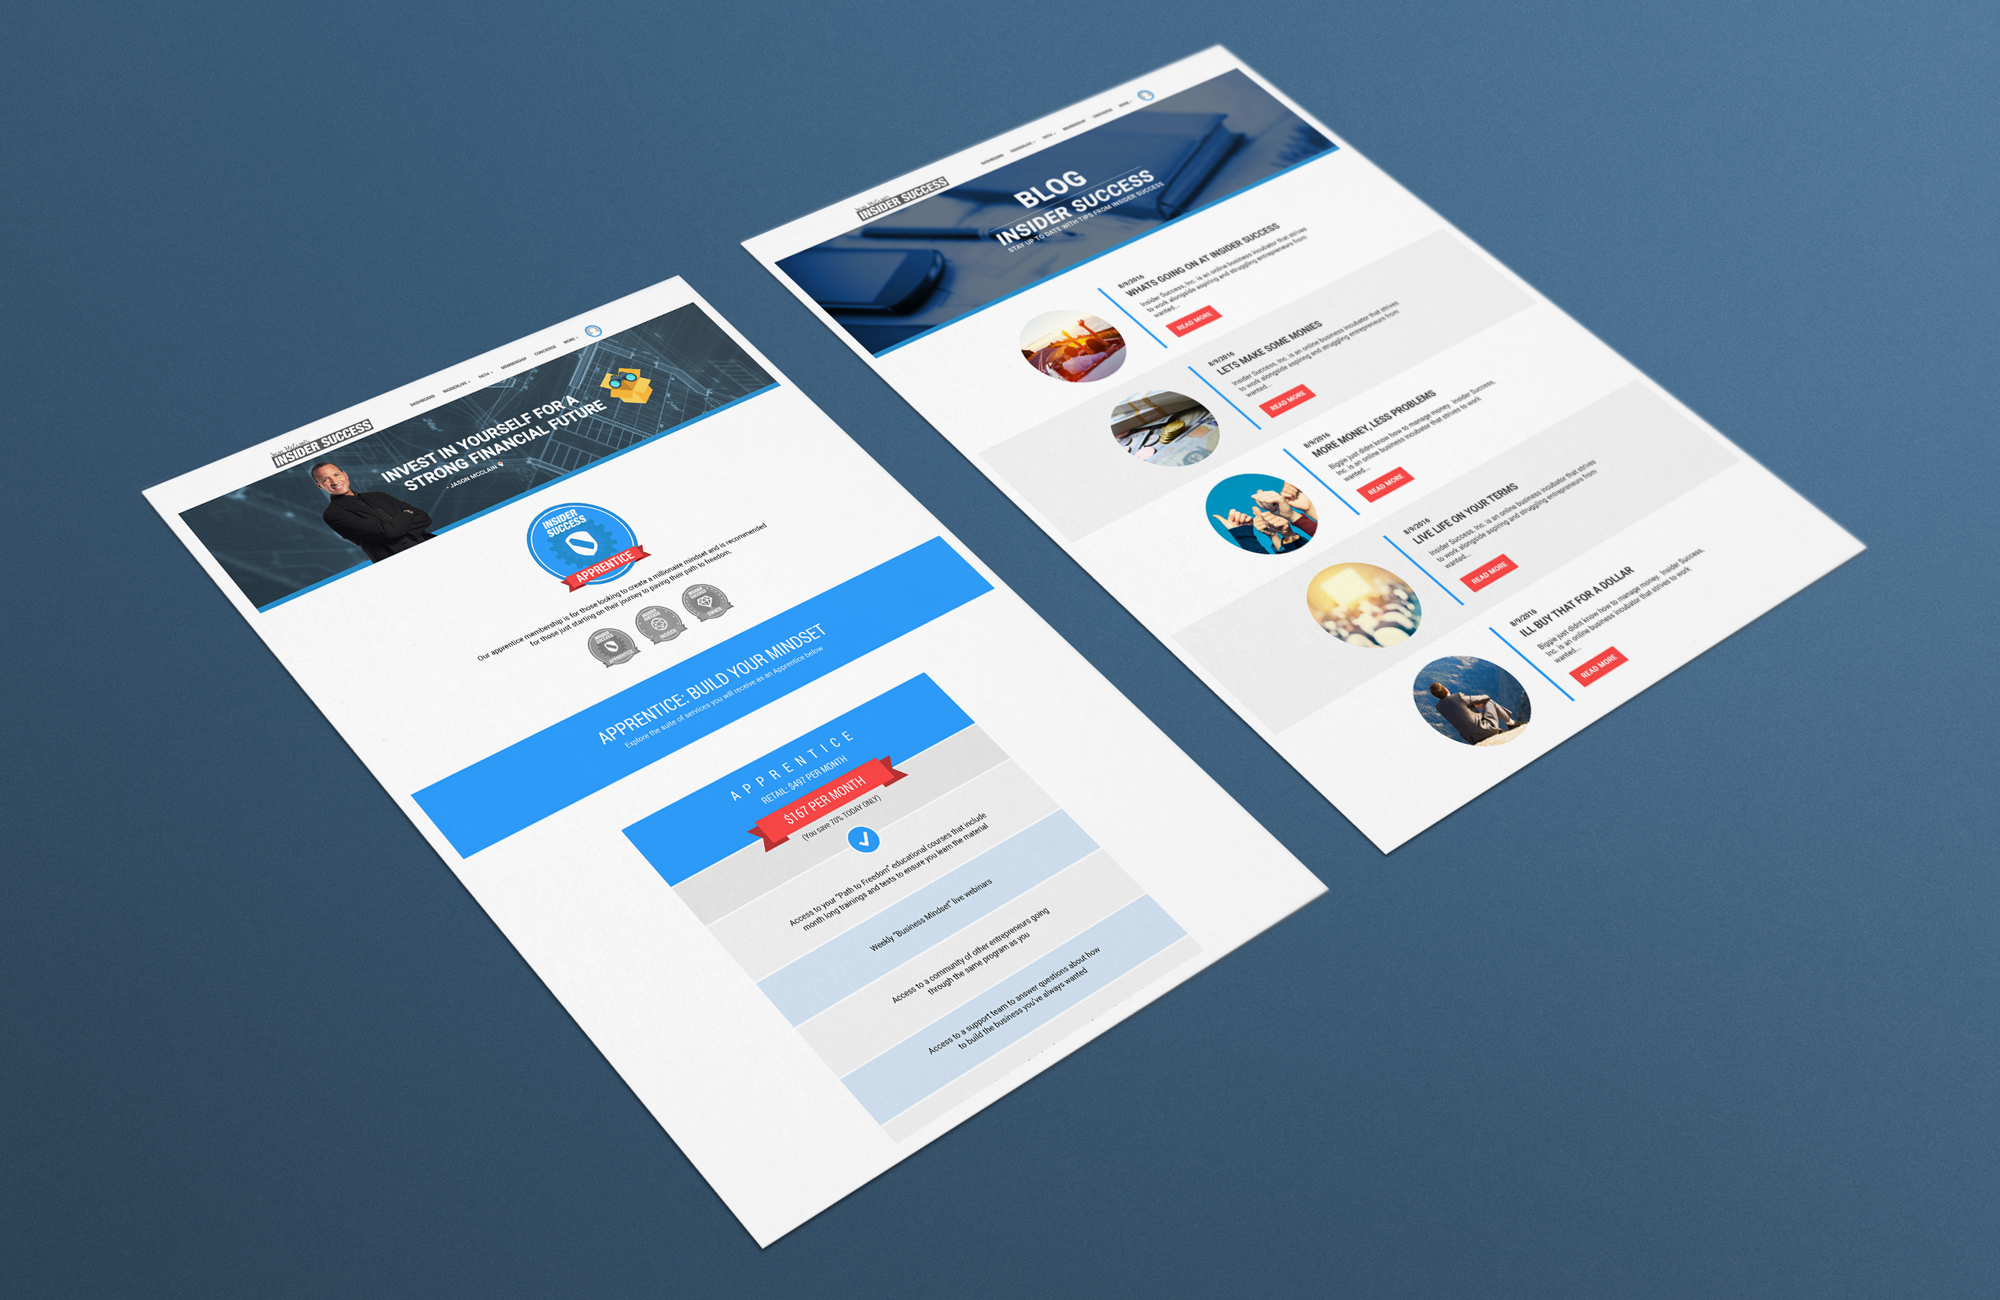 INSIDER SUCCESS
DASHBOARD
INSIDERLIVE
PATH
MEMBERSHIP
CONCIERGE
MORE
INVEST IN YOURSELF FOR A
STRONG FINANCIAL FUTURE
- JASON MCCLAIN
INSIDER
SUCCESS
APPRENTICE
Our apprentice membership is for those looking to create a millionaire mindset and is recommended
for those just starting on their journey to paving their path to freedom.
INSIDER
SUCCESS
APPRENTICE
INSIDER
SUCCESS
INSIDER
INSIDER
SUCCESS
APPRENTICE: BUILD YOUR MINDSET
Explore the suite of services you will receive as an Apprentice below
APPRENTICE
RETAIL: $497 PER MONTH
$167 PER MONTH
(You save 70% TODAY ONLY)
Access to your "Path to Freedom" educational courses that include
month long trainings and tests to ensure you learn the material
Weekly "Business Mindset" live webinars
Access to a community of other entrepreneurs going
through the same program as you
Access to a support team to answer questions about how
to build the business you've always wanted
INSIDER SUCCESS
DASHBOARD
INSIDERLIVE
PATH
MEMBERSHIP
CONCIERGE
MORE
BLOG
INSIDER SUCCESS
STAY UP TO DATE WITH TIPS FROM INSIDER SUCCESS
8/9/2016
WHATS GOING ON AT INSIDER SUCCESS
Insider Success, Inc. is an online business incubator that strives
to work alongside aspiring and struggling entrepreneurs from
wanted...
READ MORE
8/9/2016
LETS MAKE SOME MONIES
Insider Success, Inc. is an online business incubator that strives
to work alongside aspiring and struggling entrepreneurs from
wanted...
READ MORE
8/9/2016
MORE MONEY, LESS PROBLEMS
Biggie just didnt know how to manage money. Insider Success,
Inc. is an online business incubator that strives to work
wanted...
READ MORE
8/9/2016
LIVE LIFE ON YOUR TERMS
Insider Success, Inc. is an online business incubator that strives
to work alongside aspiring and struggling entrepreneurs from
wanted...
READ MORE
8/9/2016
ILL BUY THAT FOR A DOLLAR
Biggie just didnt know how to manage money. Insider Success,
Inc. is an online business incubator that strives to work
wanted...
READ MORE